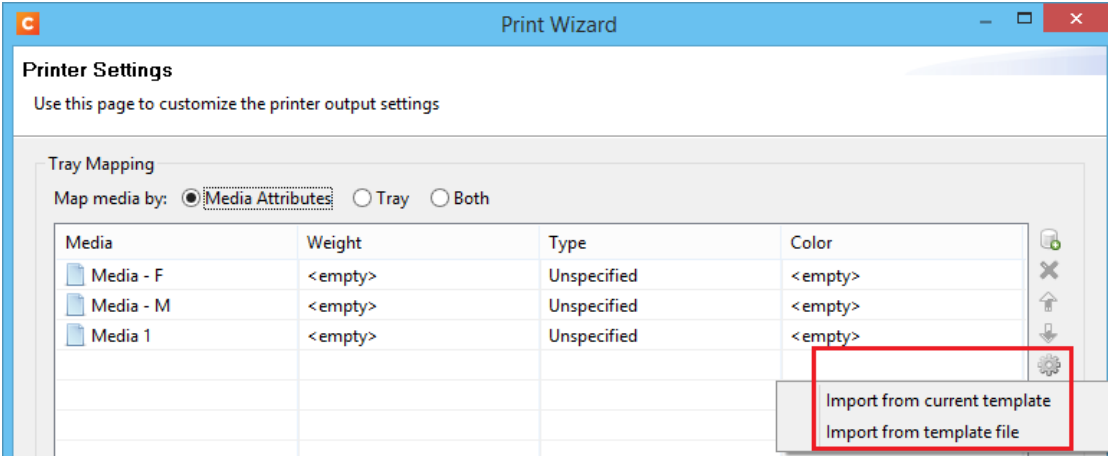 C
Print Wizard
Printer Settings
Use this page to customize the printer output settings
Tray Mapping
Map media by: Media Attributes Tray Both
Media Weight Type Color
Media - F <empty> Unspecified <empty>
Media - M <empty> Unspecified <empty>
Media 1 <empty> Unspecified <empty>
Import from current template
Import from template file